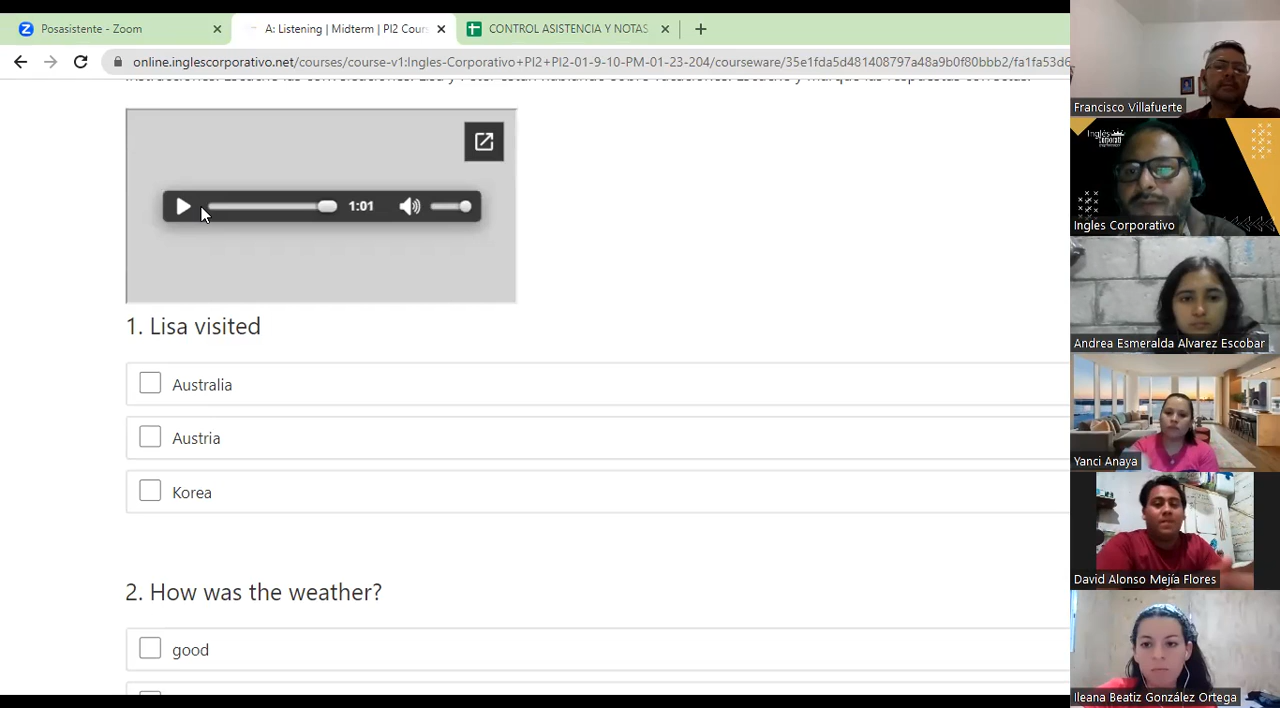 Posasistente - Zoom
A: Listening | Midterm | PI2 Cours
CONTROL ASISTENCIA Y NOTAS
online.inglescorporativo.net/courses/course-v1:Ingles-Corporativo+PI2+PI2-01-9-10-PM-01-23-204/courseware/35e1fda5d481408797a48a9b0f80bbb2/fa1fa53d6
1:01
1. Lisa visited
Australia
Austria
Korea
2. How was the weather?
good
Francisco Villafuerte
Inglés
Ingles Corporativo
Andrea Esmeralda Alvarez Escobar
Yanci Anaya
David Alonso Mejía Flores
Ileana Beatíz González Ortega